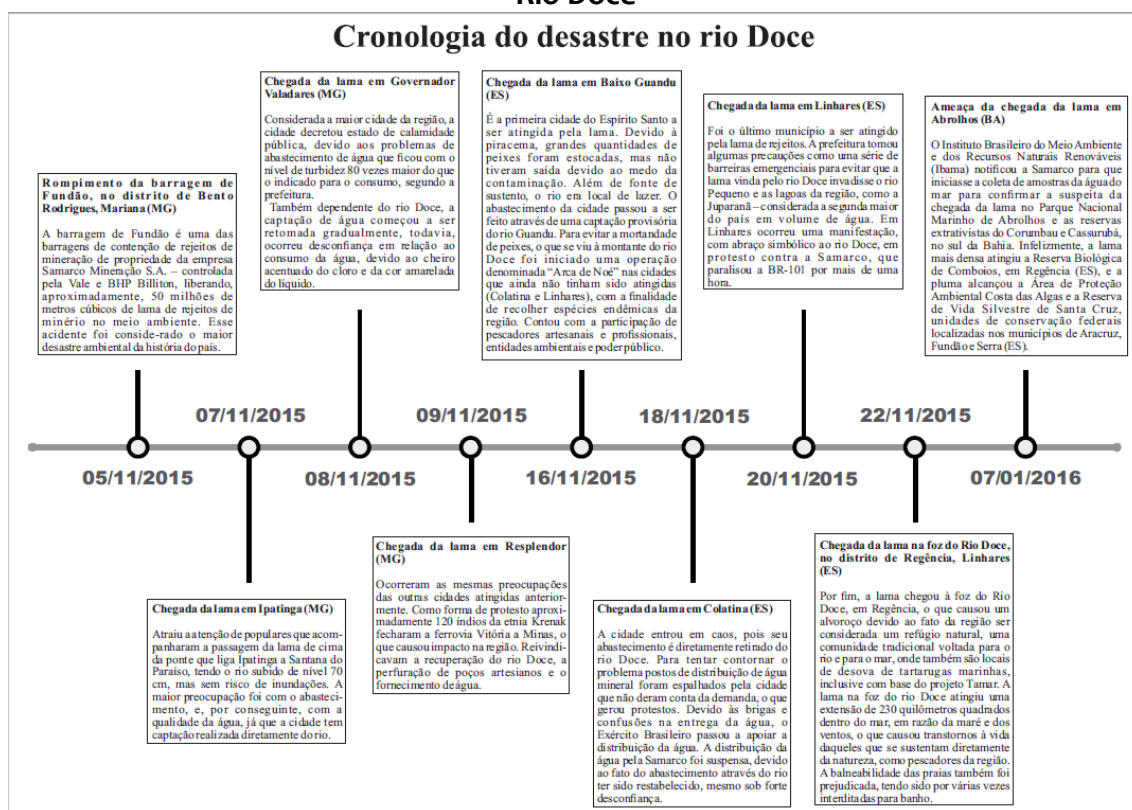 Rio Doce
Cronologia do desastre no rio Doce
Rompimento da barragem de
Fundão, no distrito de Bento
Rodrigues, Mariana (MG)
A barragem de Fundão é uma das
barragens de contenção de rejeitos de
mineração de propriedade da empresa
Samarco Mineração S.A. – controlada
pela Vale e BHP Billiton, liberando,
aproximadamente, 50 milhões de
metros cúbicos de lama de rejeitos de
minério no meio ambiente. Esse
acidente foi conside-rado o maior
desastre ambiental da história do país.
05/11/2015
07/11/2015
Chegada da lama em Ipatinga (MG)
Atraiu a atenção de populares que acom-
panharam a passagem da lama de cima
da ponte que liga Ipatinga a Santana do
Paraíso, tendo o rio subido de nível 70
cm, mas sem risco de inundações. A
maior preocupação foi com o abasteci-
mento, e, por conseguinte, com a
qualidade da água, já que a cidade tem
captação realizada diretamente do rio.
Chegada da lama em Governador
Valadares (MG)
Considerada a maior cidade da região, a
cidade decretou estado de calamidade
pública, devido aos problemas de
abastecimento de água que ficou com o
nível de turbidez 80 vezes maior do que
o indicado para o consumo, segundo a
prefeitura.
Também dependente do rio Doce, a
captação de água começou a ser
retomada gradualmente, todavia,
ocorreu desconfiança em relação ao
consumo da água, devido ao cheiro
acentuado do cloro e da cor amarelada
do líquido.
08/11/2015
09/11/2015
Chegada da lama em Resplendor
(MG)
Ocorreram as mesmas preocupações
das outras cidades atingidas anterior-
mente. Como forma de protesto aproxi-
madamente 120 índios da etnia Krenak
fecharam a ferrovia Vitória a Minas, o
que causou impacto na região. Reivindi-
cavam a recuperação do rio Doce, a
perfuração de poços artesianos e o
fornecimento de água.
Chegada da lama em Baixo Guandu
(ES)
É a primeira cidade do Espírito Santo a
ser atingida pela lama. Devido à
piracema, grandes quantidades de
peixes foram estocadas, mas não
tiveram saída devido ao medo da
contaminação. Além de fonte de
sustento, o rio era local de lazer. O
abastecimento da cidade passou a ser
feito através de uma captação provisória
do rio Guandu. Para evitar a mortandade
de peixes, o que se viu à montante do rio
Doce foi iniciado uma operação
denominada “Arca de Noé” nas cidades
que ainda não tinham sido atingidas
(Colatina e Linhares), com a finalidade
de recolher espécies endêmicas da
região. Contou com a participação de
pescadores artesanais e profissionais,
entidades ambientais e poder público.
16/11/2015
18/11/2015
Chegada da lama em Colatina (ES)
A cidade entrou em caos, pois seu
abastecimento é diretamente retirado do
rio Doce. Para tentar contornar o
problema postos de distribuição de água
mineral foram espalhados pela cidade
que não deram conta da demanda, o que
gerou protestos. Devido às brigas e
confusões na entrega da água, o
Exército Brasileiro passou a apoiar a
distribuição da água. A distribuição da
água pela Samarco foi suspensa, devido
ao fato do abastecimento através do rio
ter sido restabelecido, mesmo sob forte
desconfiança.
Chegada da lama em Linhares (ES)
Foi o último município a ser atingido
pela lama de rejeitos. A prefeitura tomou
algumas precauções como uma série de
barreiras emergenciais para evitar que a
lama vinda pelo rio Doce invadisse o rio
Pequeno e as lagoas da região, como a
Juparanã – considerada a segunda maior
do país em volume de água. Em
Linhares ocorreu uma manifestação,
com abraço simbólico ao rio Doce, em
protesto contra a Samarco, que
paralisou a BR-101 por mais de uma
hora.
20/11/2015
22/11/2015
Chegada da lama na foz do Rio Doce,
no distrito de Regência, Linhares
(ES)
Por fim, a lama chegou à foz do Rio
Doce, em Regência, o que causou um
alvoroço devido ao fato da região ser
considerada um refúgio natural, uma
comunidade tradicional voltada para o
rio e para o mar, onde também são locais
de desova de tartarugas marinhas,
inclusive com base do projeto Tamar. A
lama na foz do rio Doce atingiu uma
extensão de 230 quilômetros quadrados
dentro do mar, em razão da maré e dos
ventos, o que causou transtornos à vida
daqueles que se sustentam diretamente
da natureza, como pescadores da região.
A balneabilidade das praias também foi
prejudicada, tendo sido por várias vezes
interditadas para banho.
Ameaça da chegada da lama em
Abrolhos (BA)
O Instituto Brasileiro do Meio Ambiente
e dos Recursos Naturais Renováveis
(Ibama) notificou a Samarco para que
iniciasse a coleta de amostras da água do
mar para confirmar a suspeita da
chegada da lama no Parque Nacional
Marinho de Abrolhos e as reservas
extrativistas do Corumbau e Cassurubá,
no sul da Bahia. Infelizmente, a lama
mais densa atingiu a Reserva Biológica
de Comboios, em Regência (ES), e a
pluma alcançou a Área de Proteção
Ambiental Costa das Algas e a Reserva
de Vida Silvestre de Santa Cruz,
unidades de conservação federais
localizadas nos municípios de Aracruz,
Fundão e Serra (ES).
07/01/2016